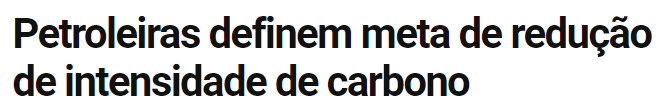 Petroleiras definem meta de redução
de intensidade de carbono